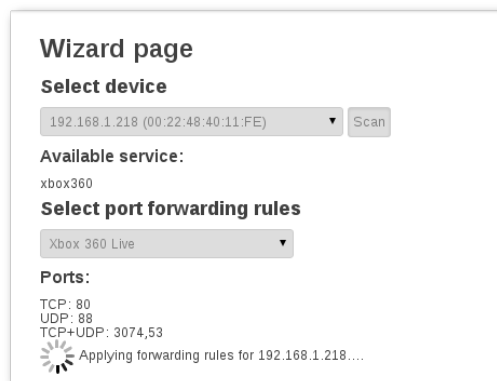 Wizard page
Select device
192.168.1.218 (00:22:48:40:11:FE)
Scan
Available service:
xbox360
Select port forwarding rules
Xbox 360 Live
Ports:
TCP: 80
UDP: 88
TCP+UDP: 3074,53
Applying forwarding rules for 192.168.1.218....